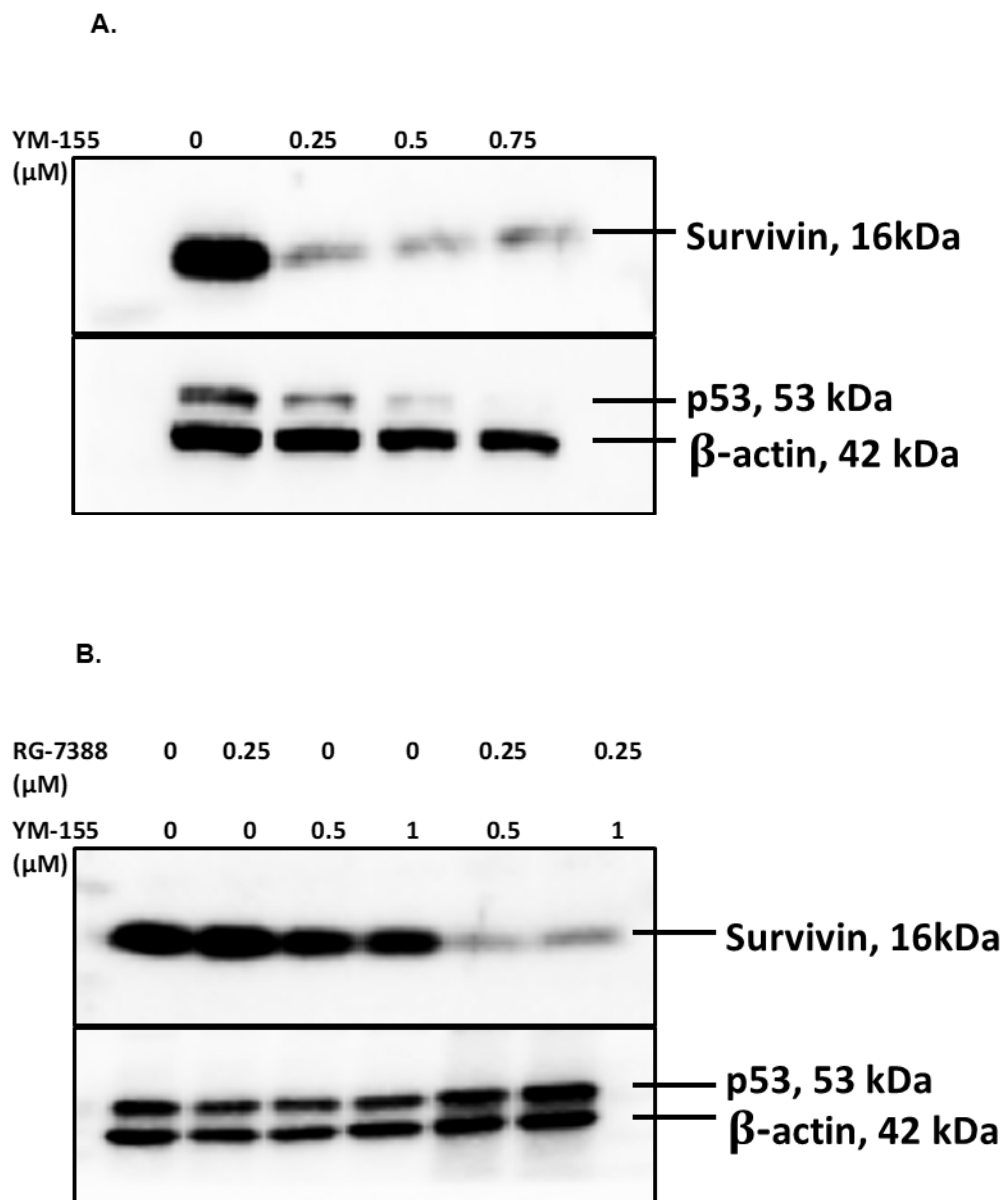 A.
YM-155 0 0.25 0.5 0.75
(µM)
Survivin, 16kDa
p53, 53 kDa
β-actin, 42 kDa
B.
RG-7388 0 0.25 0 0 0.25 0.25
(µM)
YM-155 0 0 0.5 1 0.5 1
(µM)
Survivin, 16kDa
p53, 53 kDa
β-actin, 42 kDa